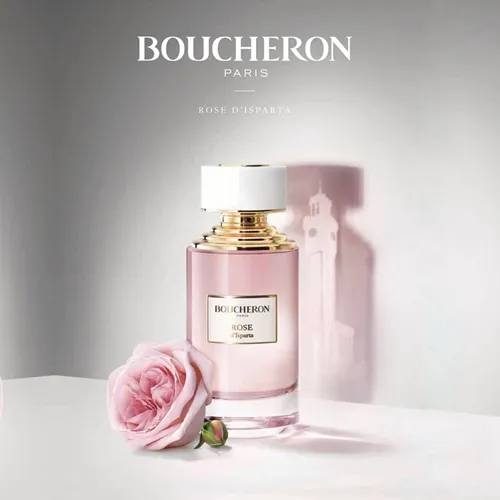 BOUCHERON
PARIS
ROSE D'ISPARTA
BOUCHERON
PARIS
ROSE
d'Isparta